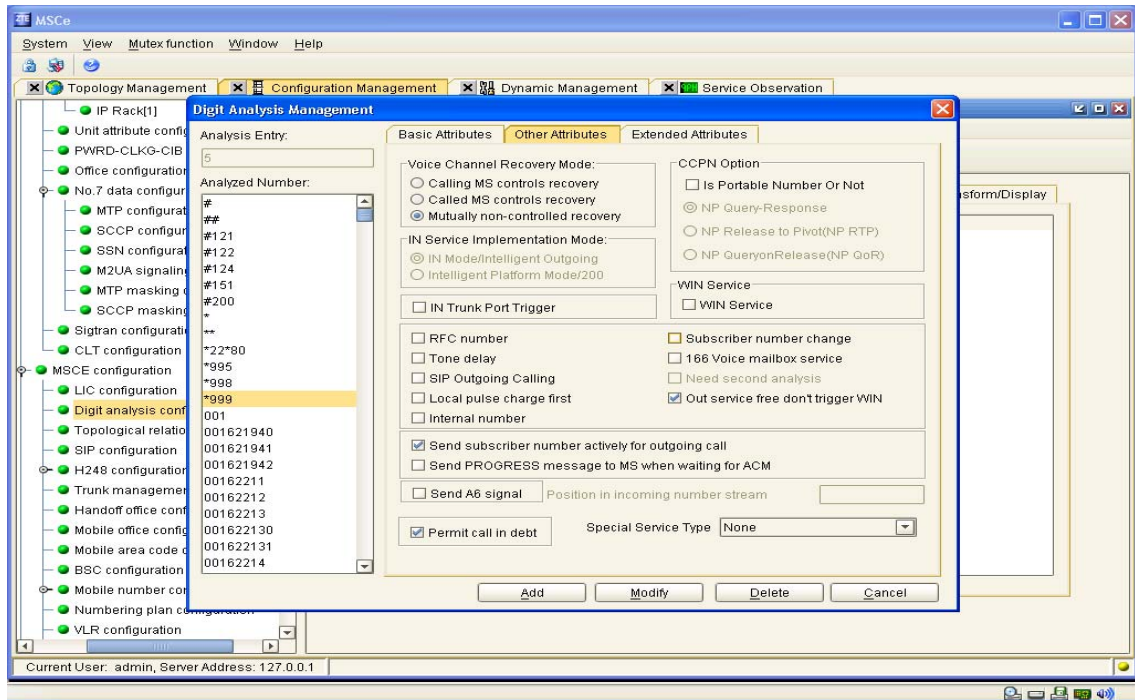 ZTE MSCe
System View Mutex function Window Help
Topology Management Configuration Management Dynamic Management Service Observation
IP Rack[1]
Unit attribute config
PWRD-CLKG-CIB
Office configuration
No.7 data configur
MTP configurat
SCCP configur
SSN configurat
M2UA signaling
MTP masking
SCCP masking
Sigtran configuratio
CLT configuration
MSCE configuration
LIC configuration
Digit analysis conf
Topological relatio
SIP configuration
H248 configuration
Trunk managemen
Handoff office conf
Mobile office config
Mobile area code c
BSC configuration
Mobile number cor
Numbering plan configuration
VLR configuration
Digit Analysis Management
Analysis Entry:
5
Analyzed Number:
#
##
#121
#122
#124
#151
#200
*
**
*22*80
*995
*998
*999
001
001621940
001621941
001621942
00162211
00162212
00162213
001622130
001622131
00162214
Basic Attributes Other Attributes Extended Attributes
Voice Channel Recovery Mode:
Calling MS controls recovery
Called MS controls recovery
Mutually non-controlled recovery
IN Service Implementation Mode:
IN Mode/Intelligent Outgoing
Intelligent Platform Mode/200
IN Trunk Port Trigger
CCPN Option
Is Portable Number Or Not
NP Query-Response
NP Release to Pivot(NP RTP)
NP QueryonRelease(NP QoR)
WIN Service
WIN Service
RFC number
Tone delay
SIP Outgoing Calling
Local pulse charge first
Internal number
Subscriber number change
166 Voice mailbox service
Need second analysis
Out service free don't trigger WIN
Send subscriber number actively for outgoing call
Send PROGRESS message to MS when waiting for ACM
Send A6 signal Position in incoming number stream
Permit call in debt Special Service Type None
Add Modify Delete Cancel
nsform/Display
Current User: admin, Server Address: 127.0.0.1